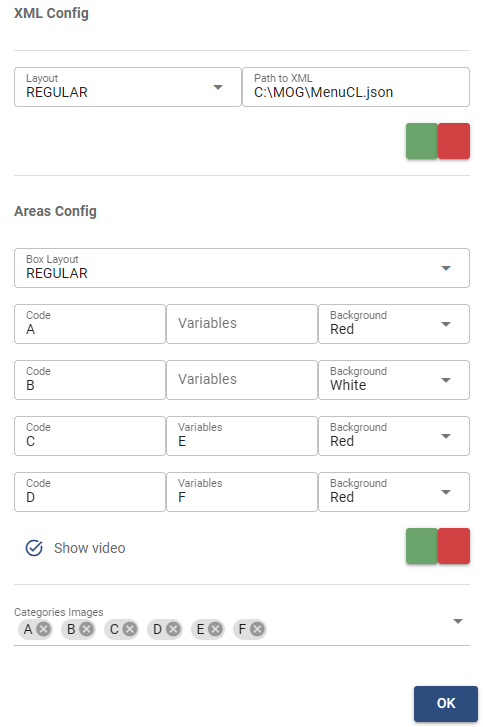 XML Config
Layout Path to XML
REGULAR C:\MOG\MenuCL.json
Areas Config
Box Layout
REGULAR
Code Variables Background
A Red
Code Variables Background
B White
Code Variables Background
C E Red
Code Variables Background
D F Red
Show video
Categories Images
A B C D E F
OK